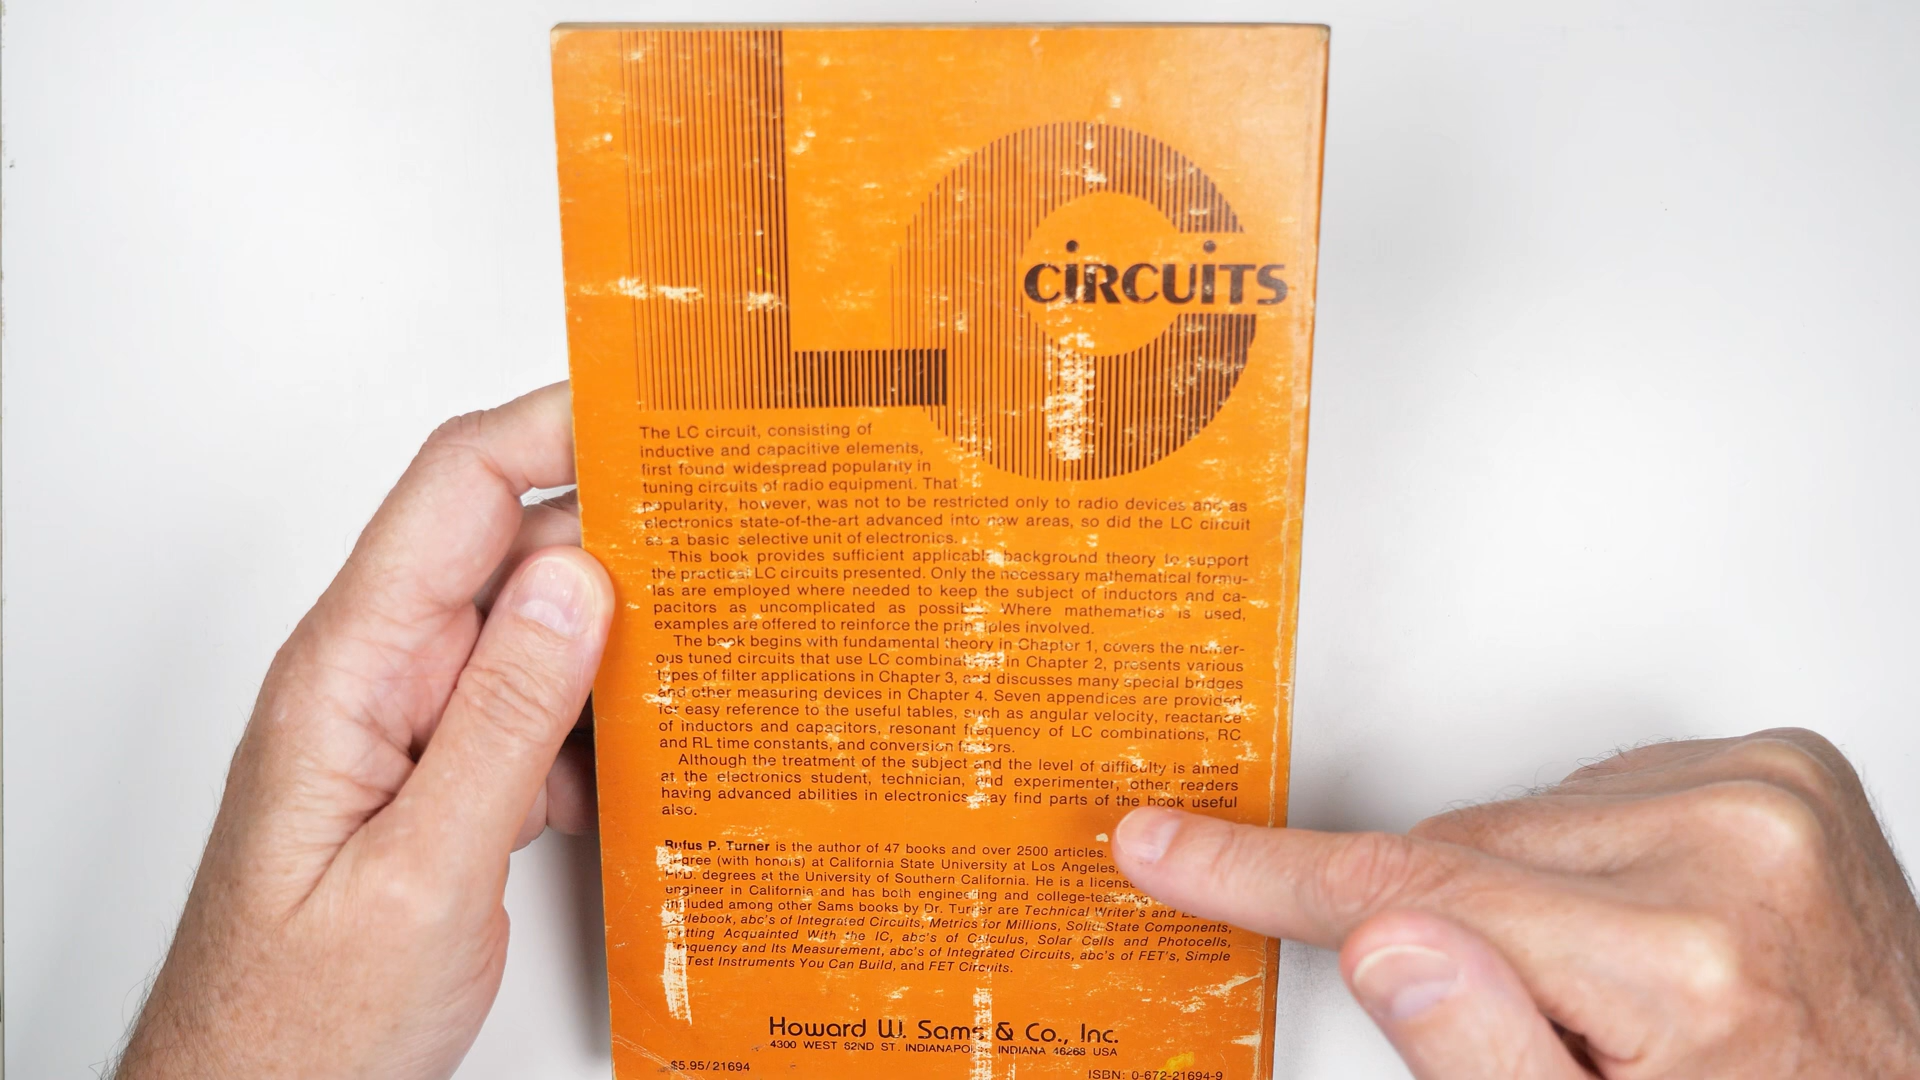 LC
CIRCUITS
The LC circuit, consisting of
inductive and capacitive elements,
first found widespread popularity in
tuning circuits of radio equipment. That
popularity, however, was not to be restricted only to radio devices and as
electronics state-of-the-art advanced into new areas, so did the LC circuit
as a basic selective unit of electronics.
This book provides sufficient applicable background theory to support
the practical LC circuits presented. Only the necessary mathematical formu-
las are employed where needed to keep the subject of inductors and ca-
pacitors as uncomplicated as possible. Where mathematics is used,
examples are offered to reinforce the principles involved.
The book begins with fundamental theory in Chapter 1, covers the numer-
ous tuned circuits that use LC combinations in Chapter 2, presents various
types of filter applications in Chapter 3, and discusses many special bridges
and other measuring devices in Chapter 4. Seven appendices are provided
for easy reference to the useful tables, such as angular velocity, reactance
of inductors and capacitors, resonant frequency of LC combinations, RC
and RL time constants, and conversion factors.
Although the treatment of the subject and the level of difficulty is aimed
at the electronics student, technician, and experimenter, other readers
having advanced abilities in electronics may find parts of the book useful
also.
Rufus P. Turner is the author of 47 books and over 2500 articles.
degree (with honors) at California State University at Los Angeles,
PhD. degrees at the University of Southern California. He is a license
engineer in California and has both engineering and college-teaching
Included among other Sams books by Dr. Turner are Technical Writer's and
Stylebook, abc's of Integrated Circuits, Metrics for Millions, Solid-State Components,
Getting Acquainted With the IC, abc's of Calculus, Solar Cells and Photocells,
Frequency and Its Measurement, abc's of Integrated Circuits, abc's of FET's, Simple
Test Instruments You Can Build, and FET Circuits.
Howard W. Sams & Co., Inc.
4300 WEST 62ND ST. INDIANAPOLIS, INDIANA 46268 USA
$5.95/21694
ISBN: 0-672-21694-9